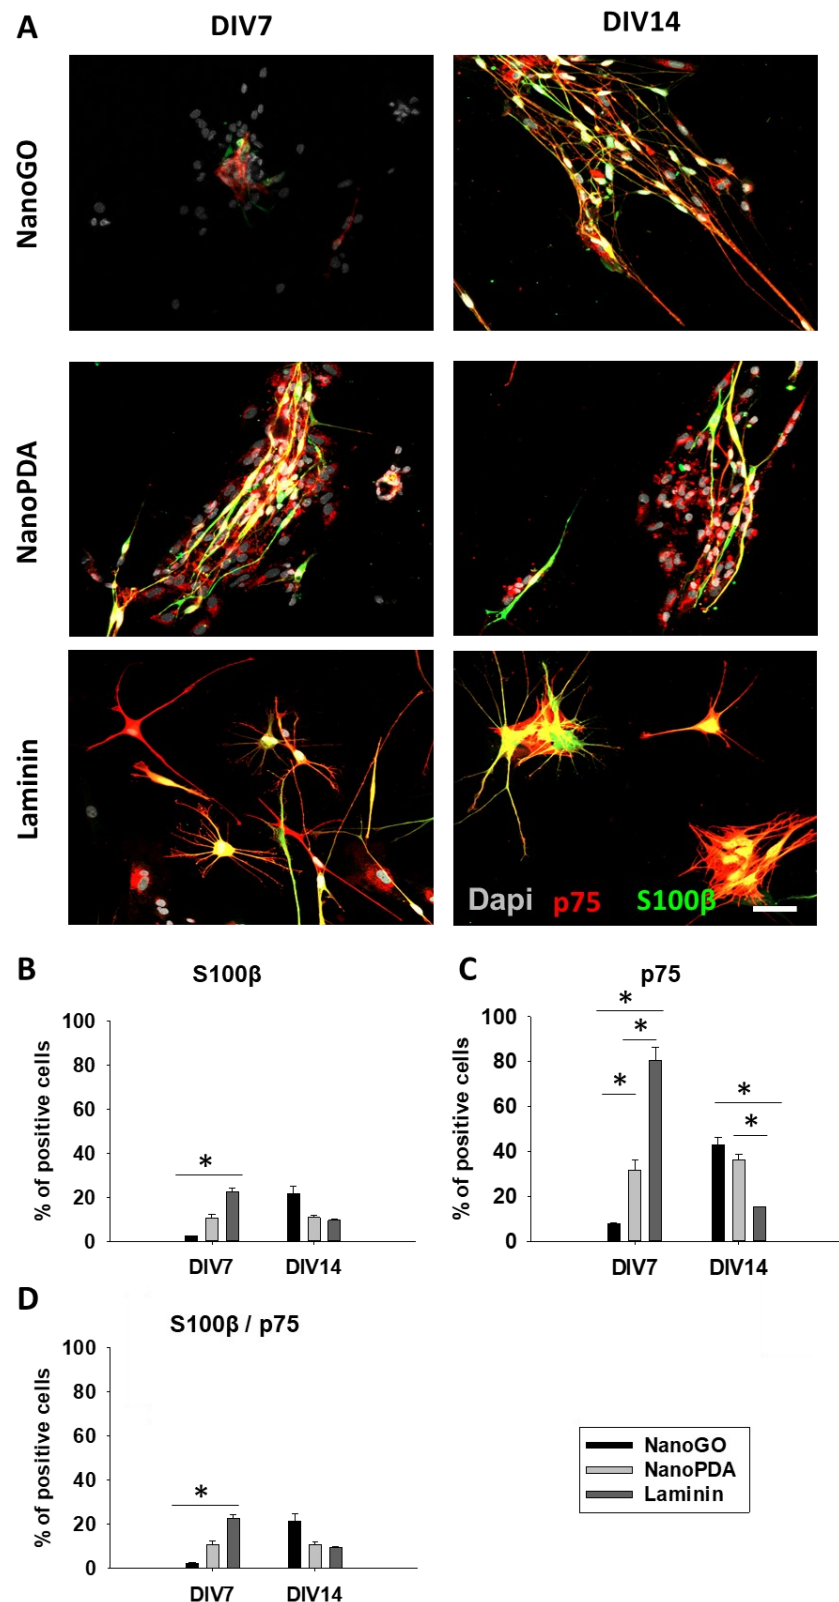 A
DIV7
DIV14
NanoGO
NanoPDA
Laminin
Dapi p75 S100β
B
S100β
% of positive cells
100
80
60
40
20
0
*
DIV7
DIV14
C
p75
% of positive cells
100
80
60
40
20
0
*
*
*
*
*
DIV7
DIV14
D
S100β / p75
% of positive cells
100
80
60
40
20
0
*
DIV7
DIV14
NanoGO
NanoPDA
Laminin